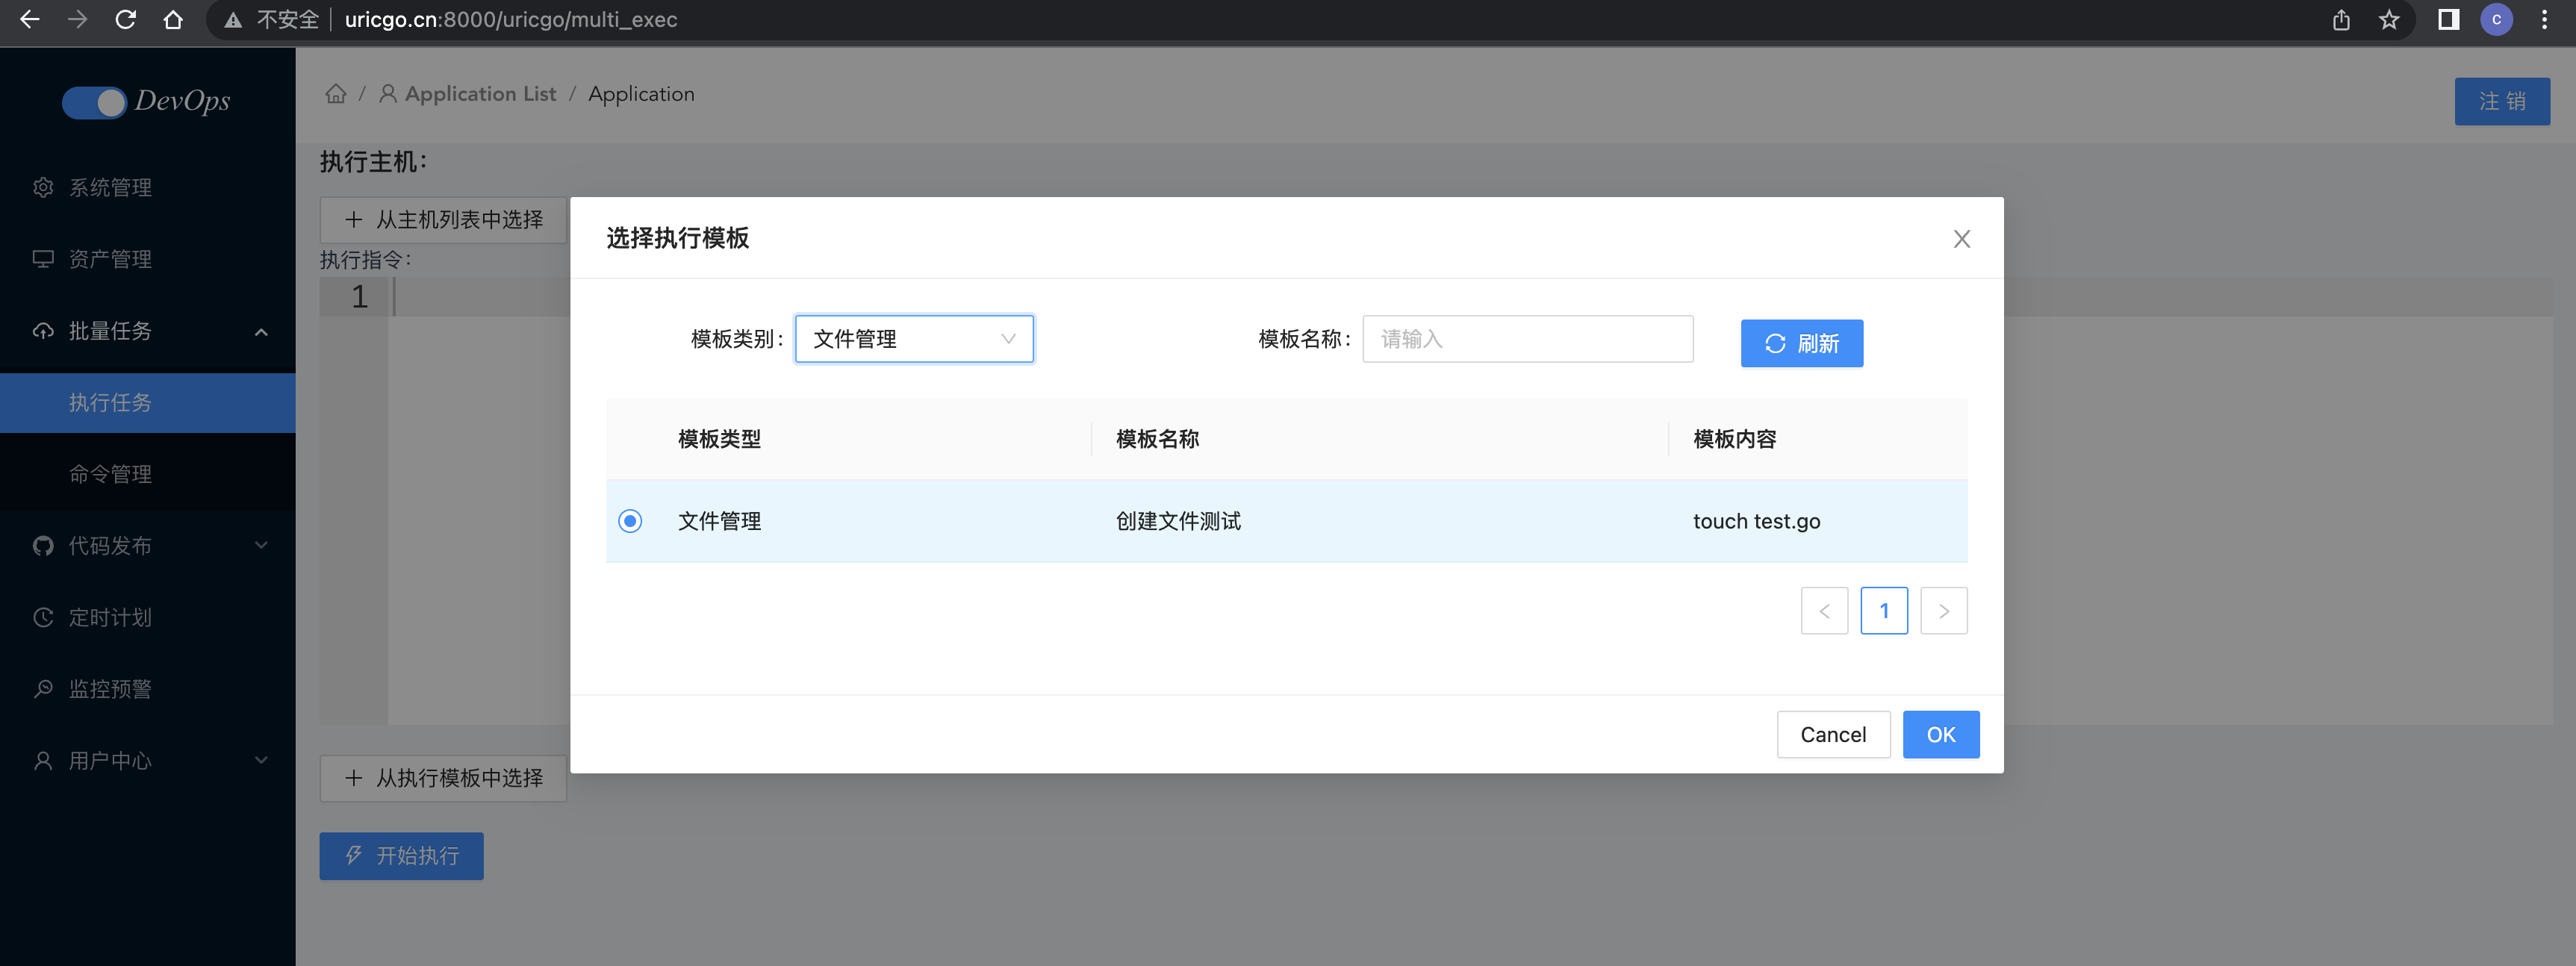 不安全 uricgo.cn:8000/uricgo/multi_exec
c
DevOps
系统管理
资产管理
批量任务
执行任务
命令管理
代码发布
定时计划
监控预警
用户中心
/ Application List / Application
注 销
执行主机:
+ 从主机列表中选择
执行指令:
1
选择执行模板
模板类别: 文件管理
模板名称: 请输入
刷新
模板类型 模板名称 模板内容
文件管理 创建文件测试 touch test.go
< 1 >
Cancel OK
+ 从执行模板中选择
开始执行